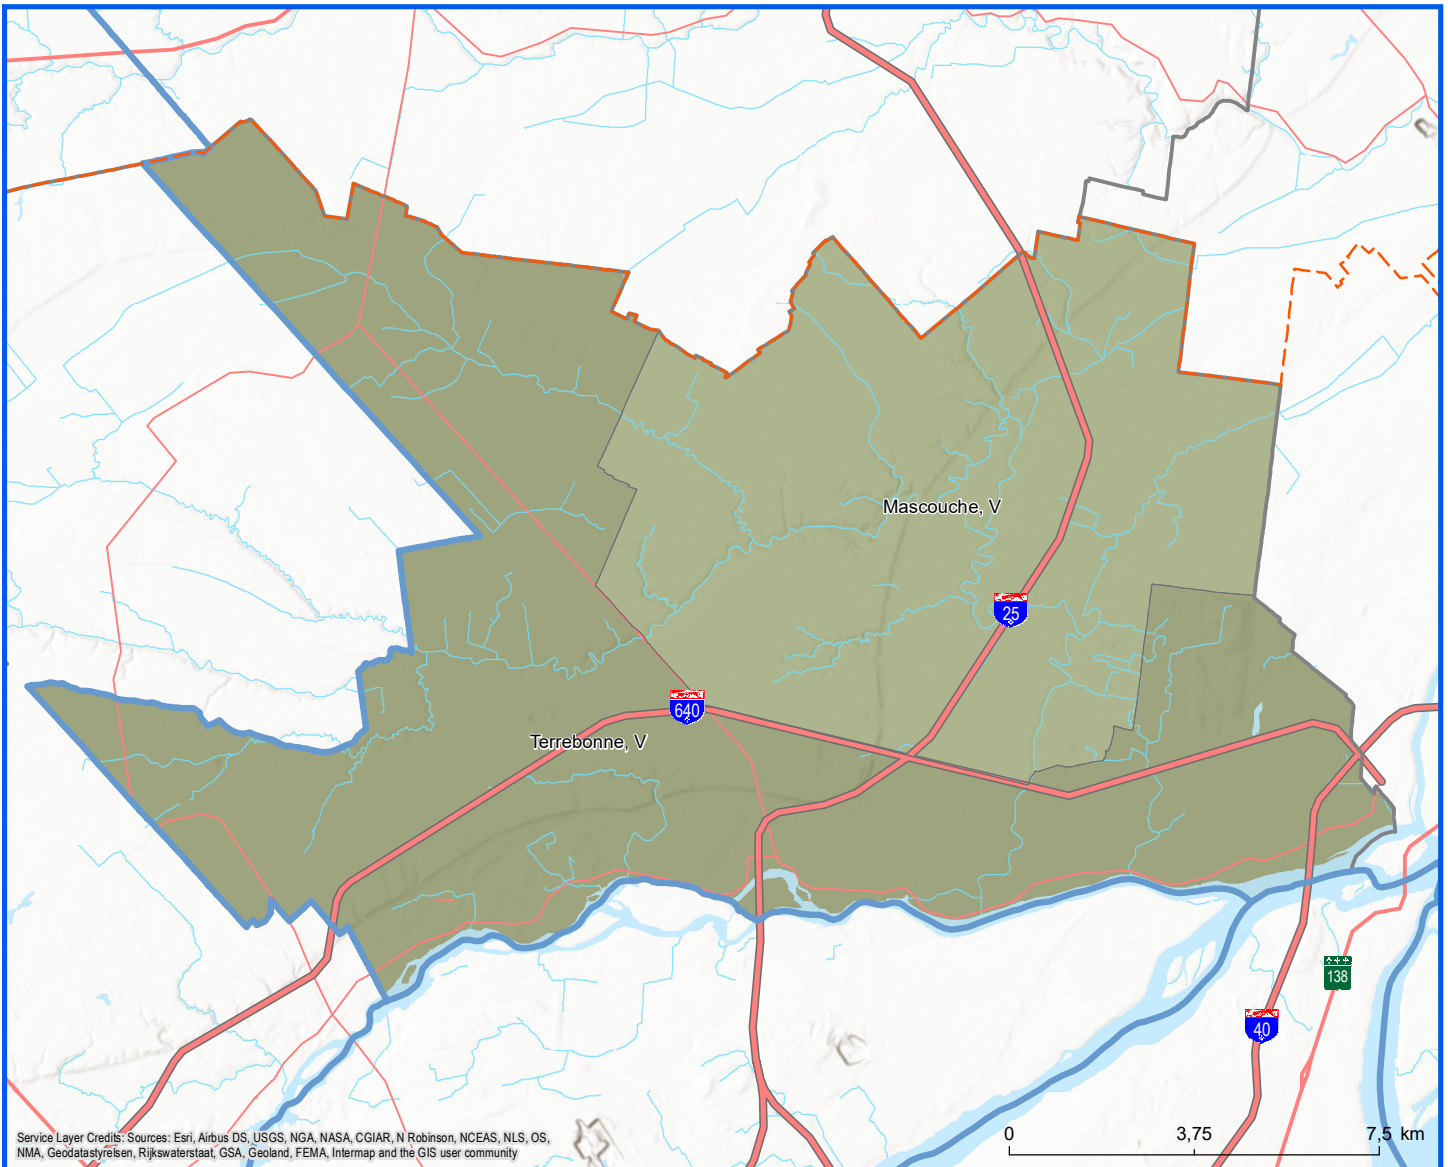 Mascouche, V
25
640
Terrebonne, V
138
40
0 3,75 7,5 km
Service Layer Credits: Sources: Esri, Airbus DS, USGS, NGA, NASA, CGIAR, N Robinson, NCEAS, NLS, OS,
NMA, Geodatastyrelsen, Rijkswaterstaat, GSA, Geoland, FEMA, Intermap and the GIS user community